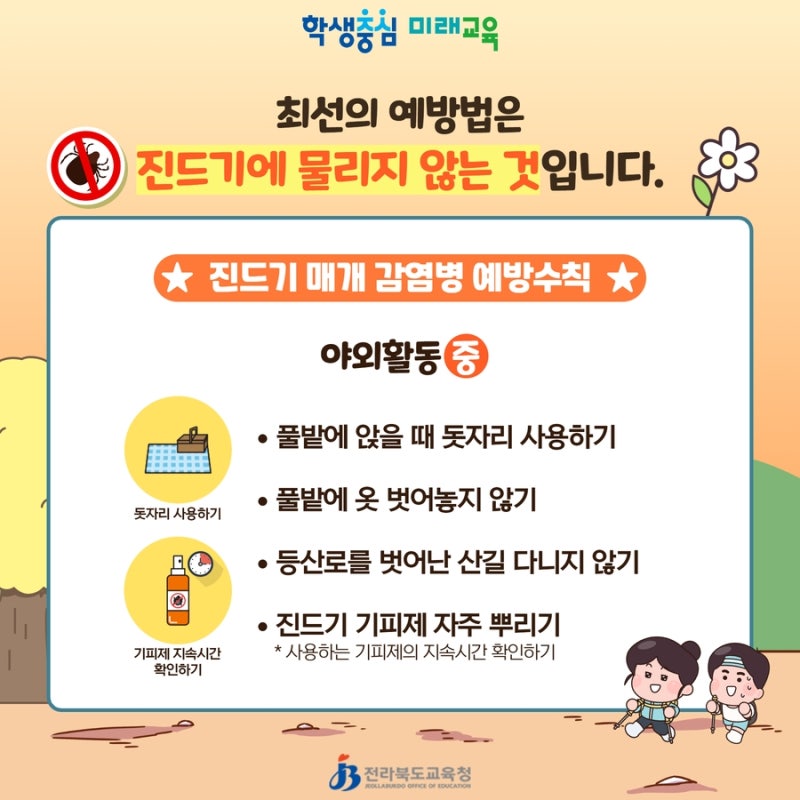 학생중심 미래교육
최선의 예방법은
진드기에 물리지 않는 것입니다.
★ 진드기 매개 감염병 예방수칙 ★
야외활동 중
• 풀밭에 앉을 때 돗자리 사용하기
돗자리 사용하기
• 풀밭에 옷 벗어놓지 않기
• 등산로를 벗어난 산길 다니지 않기
• 진드기 기피제 자주 뿌리기
* 사용하는 기피제의 지속시간 확인하기
기피제 지속시간
확인하기
전라북도교육청
JEOLLABUKDO OFFICE OF EDUCATION